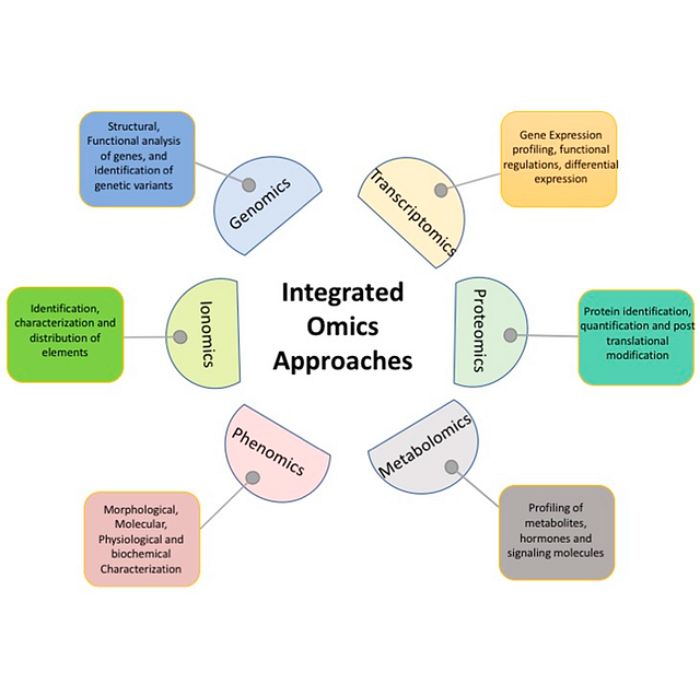 Structural,
Functional analysis
of genes, and
identification of
genetic variants
Genomics
Transcriptomics
Gene Expression
profiling, functional
regulations, differential
expression
Identification,
characterization and
distribution of
elements
Ionomics
Integrated
Omics
Approaches
Proteomics
Protein identification,
quantification and post
translational
modification
Phenomics
Metabolomics
Morphological,
Molecular,
Physiological and
biochemical
Characterization
Profiling of
metabolites,
hormones and
signaling molecules